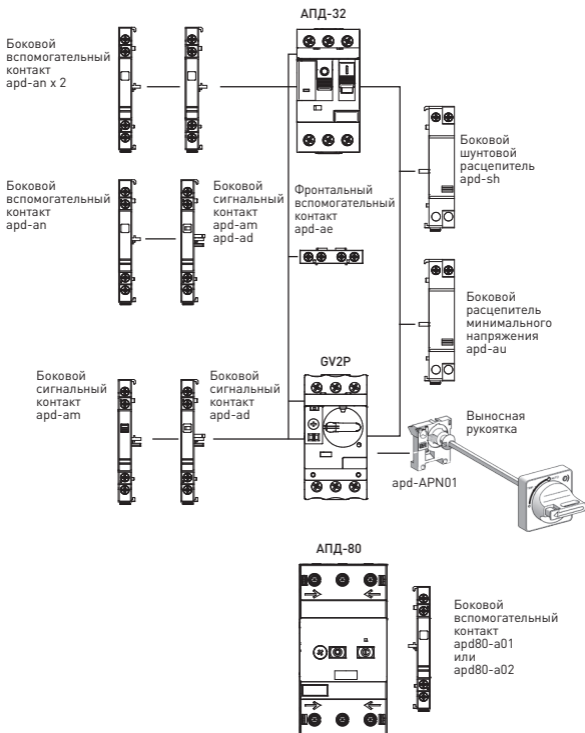 АПД-32
Боковой
вспомогательный
контакт
apd-an x 2
Боковой
шунтовой
расцепитель
apd-sh
Боковой
вспомогательный
контакт
apd-an
Боковой
сигнальный
контакт
apd-am
apd-ad
Фронтальный
вспомогательный
контакт
apd-ae
Боковой
расцепитель
минимального
напряжения
apd-au
GV2P
Боковой
сигнальный
контакт
apd-am
Боковой
сигнальный
контакт
apd-ad
Выносная
рукоятка
apd-APN01
АПД-80
Боковой
вспомогательный
контакт
apd80-a01
или
apd80-a02